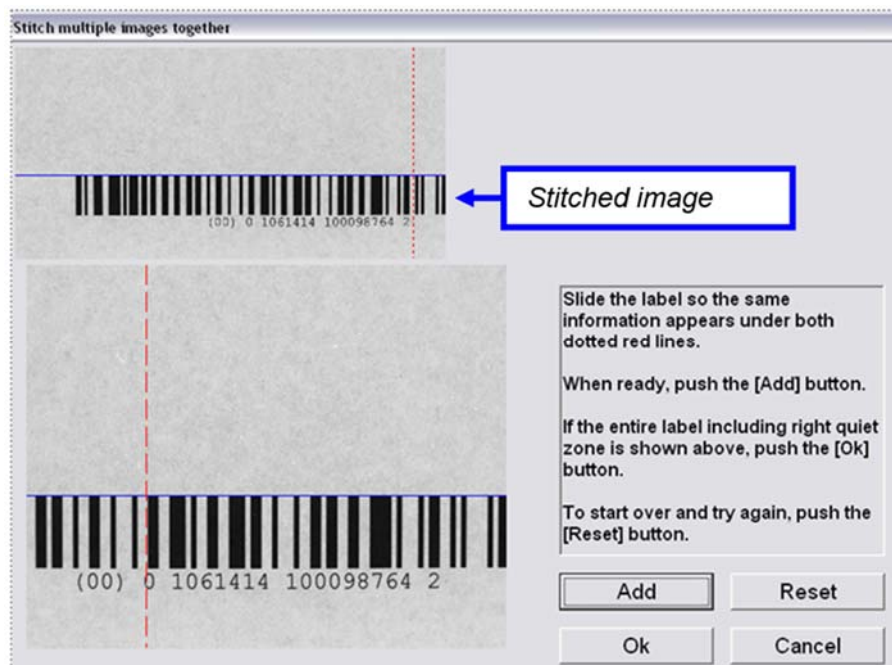 Stitch multiple images together
Stitched image
(00) 0 1061414 100098764 2
(00) 0 1061414 100098764 2
Slide the label so the same
information appears under both
dotted red lines.
When ready, push the [Add] button.
If the entire label including right quiet
zone is shown above, push the [Ok]
button.
To start over and try again, push the
[Reset] button.
Add
Reset
Ok
Cancel